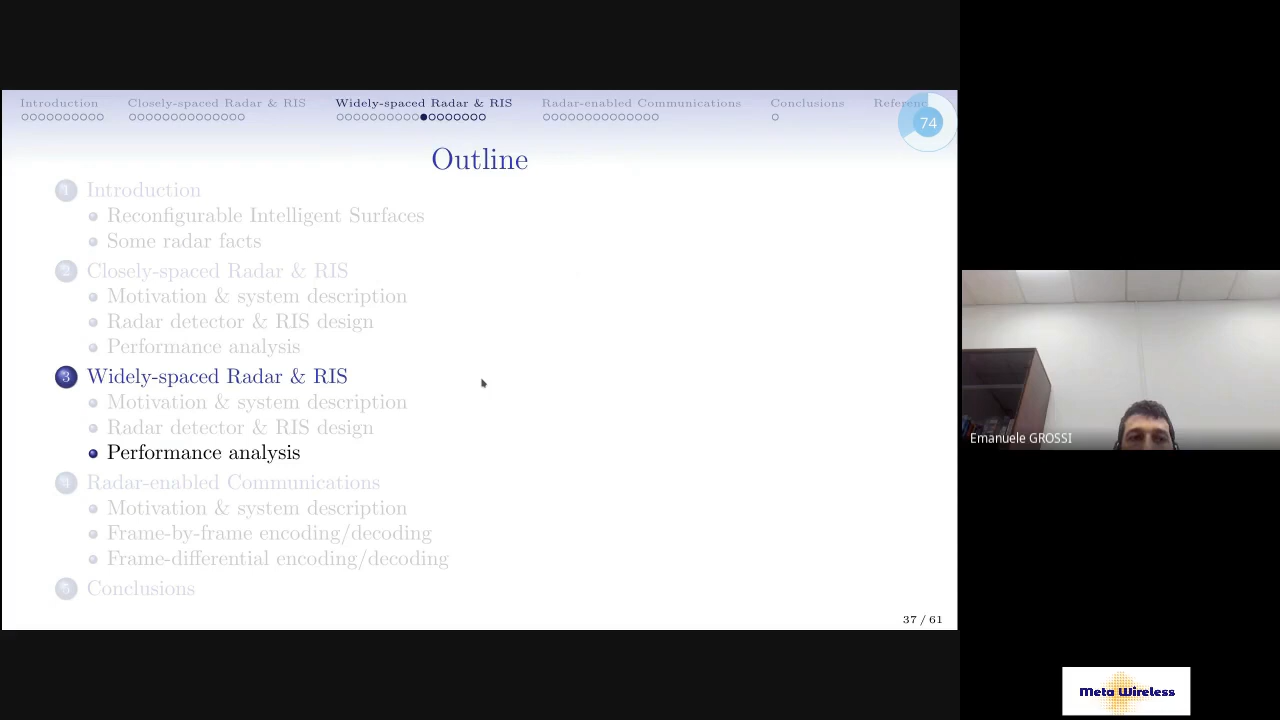 Introduction Closely-spaced Radar & RIS Widely-spaced Radar & RIS Radar-enabled Communications Conclusions
74
Outline
1 Introduction
Reconfigurable Intelligent Surfaces
Some radar facts
2 Closely-spaced Radar & RIS
Motivation & system description
Radar detector & RIS design
Performance analysis
3 Widely-spaced Radar & RIS
Motivation & system description
Radar detector & RIS design
Performance analysis
4 Radar-enabled Communications
Motivation & system description
Frame-by-frame encoding/decoding
Frame-differential encoding/decoding
5 Conclusions
37 / 61
Emanuele GROSSI
Meta Wireless